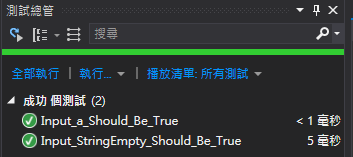 測試總管
搜尋
全部執行 | 執行... | 播放清單: 所有測試
成功 個測試 (2)
Input_a_Should_Be_True < 1 毫秒
Input_StringEmpty_Should_Be_True 5 毫秒